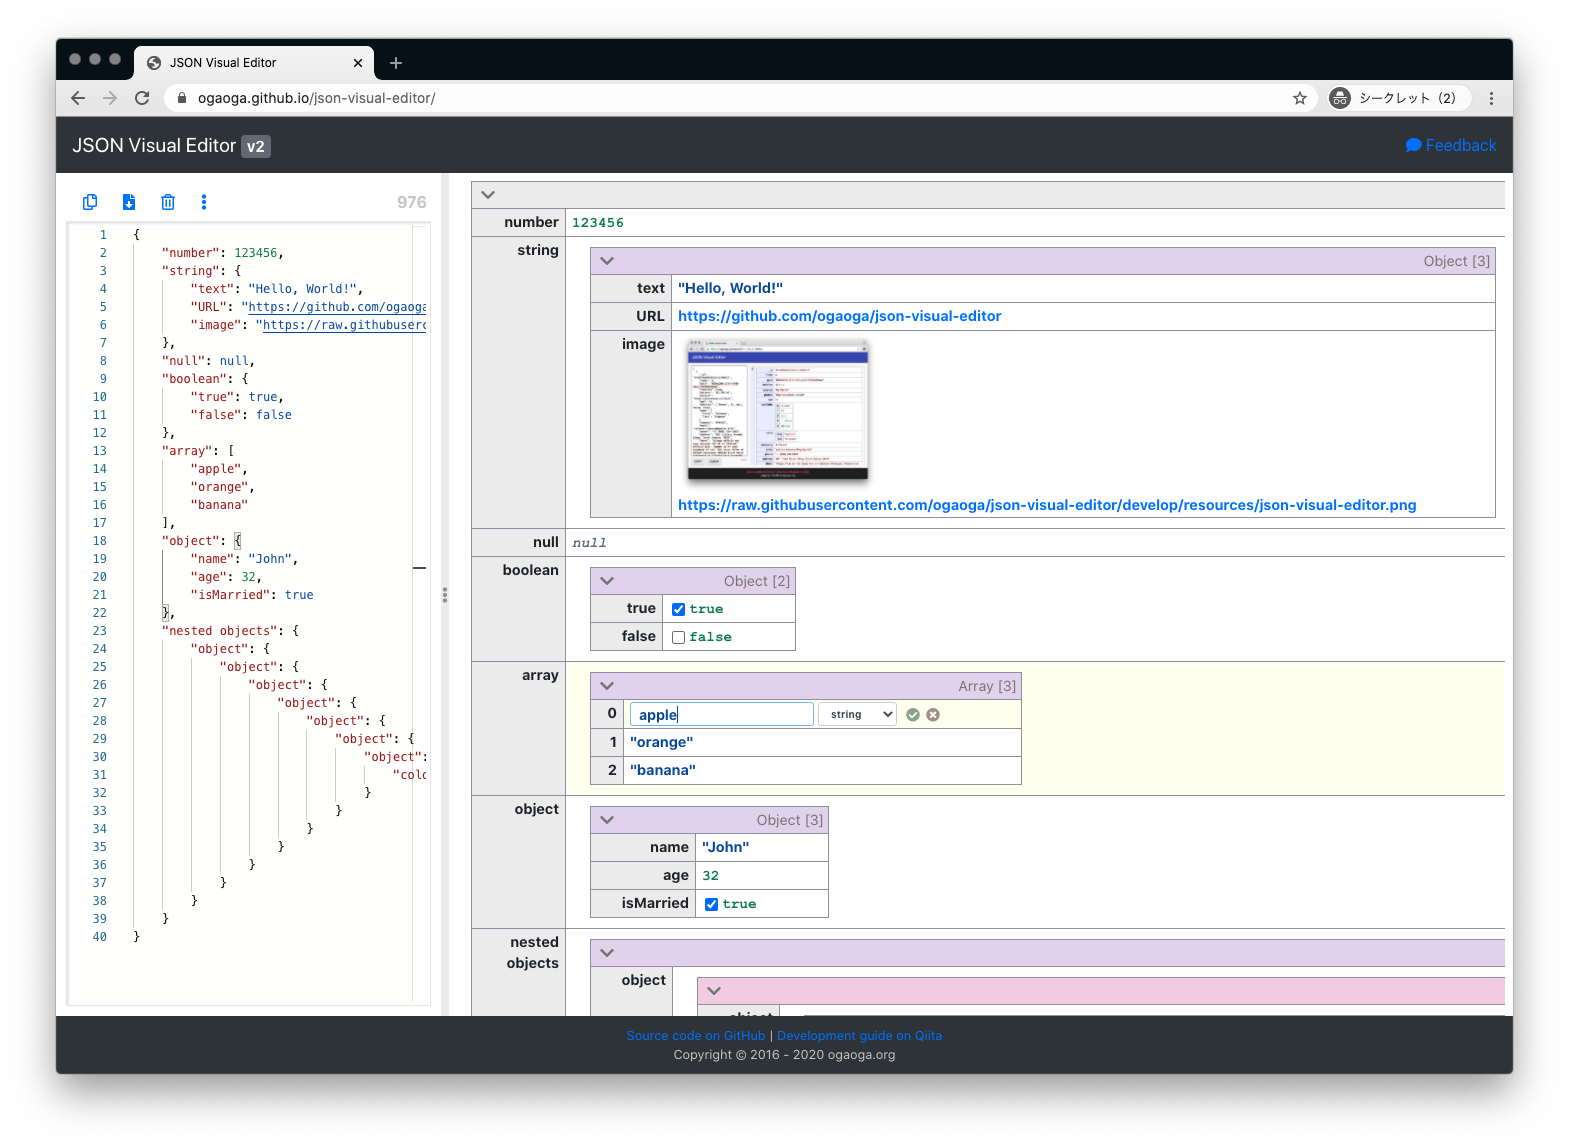 JSON Visual Editor
ogaoga.github.io/json-visual-editor/
シークレット (2)
JSON Visual Editor v2
Feedback
976
1 {
2 "number": 123456,
3 "string": {
4 "text": "Hello, World!",
5 "URL": "https://github.com/ogaoga
6 "image": "https://raw.githubuserc
7 },
8 "null": null,
9 "boolean": {
10 "true": true,
11 "false": false
12 },
13 "array": [
14 "apple",
15 "orange",
16 "banana"
17 ],
18 "object": {
19 "name": "John",
20 "age": 32,
21 "isMarried": true
22 },
23 "nested objects": {
24 "object": {
25 "object": {
26 "object": {
27 "object": {
28 "object": {
29 "object": {
30 "object":
31 "colo
32 }
33 }
34 }
35 }
36 }
37 }
38 }
39 }
40 }
number 123456
string
Object [3]
text "Hello, World!"
URL https://github.com/ogaoga/json-visual-editor
image
https://raw.githubusercontent.com/ogaoga/json-visual-editor/develop/resources/json-visual-editor.png
null null
boolean
Object [2]
true true
false false
array
Array [3]
0 apple string
1 "orange"
2 "banana"
object
Object [3]
name "John"
age 32
isMarried true
nested
objects
object
object
Source code on GitHub | Development guide on Qiita
Copyright © 2016 - 2020 ogaoga.org